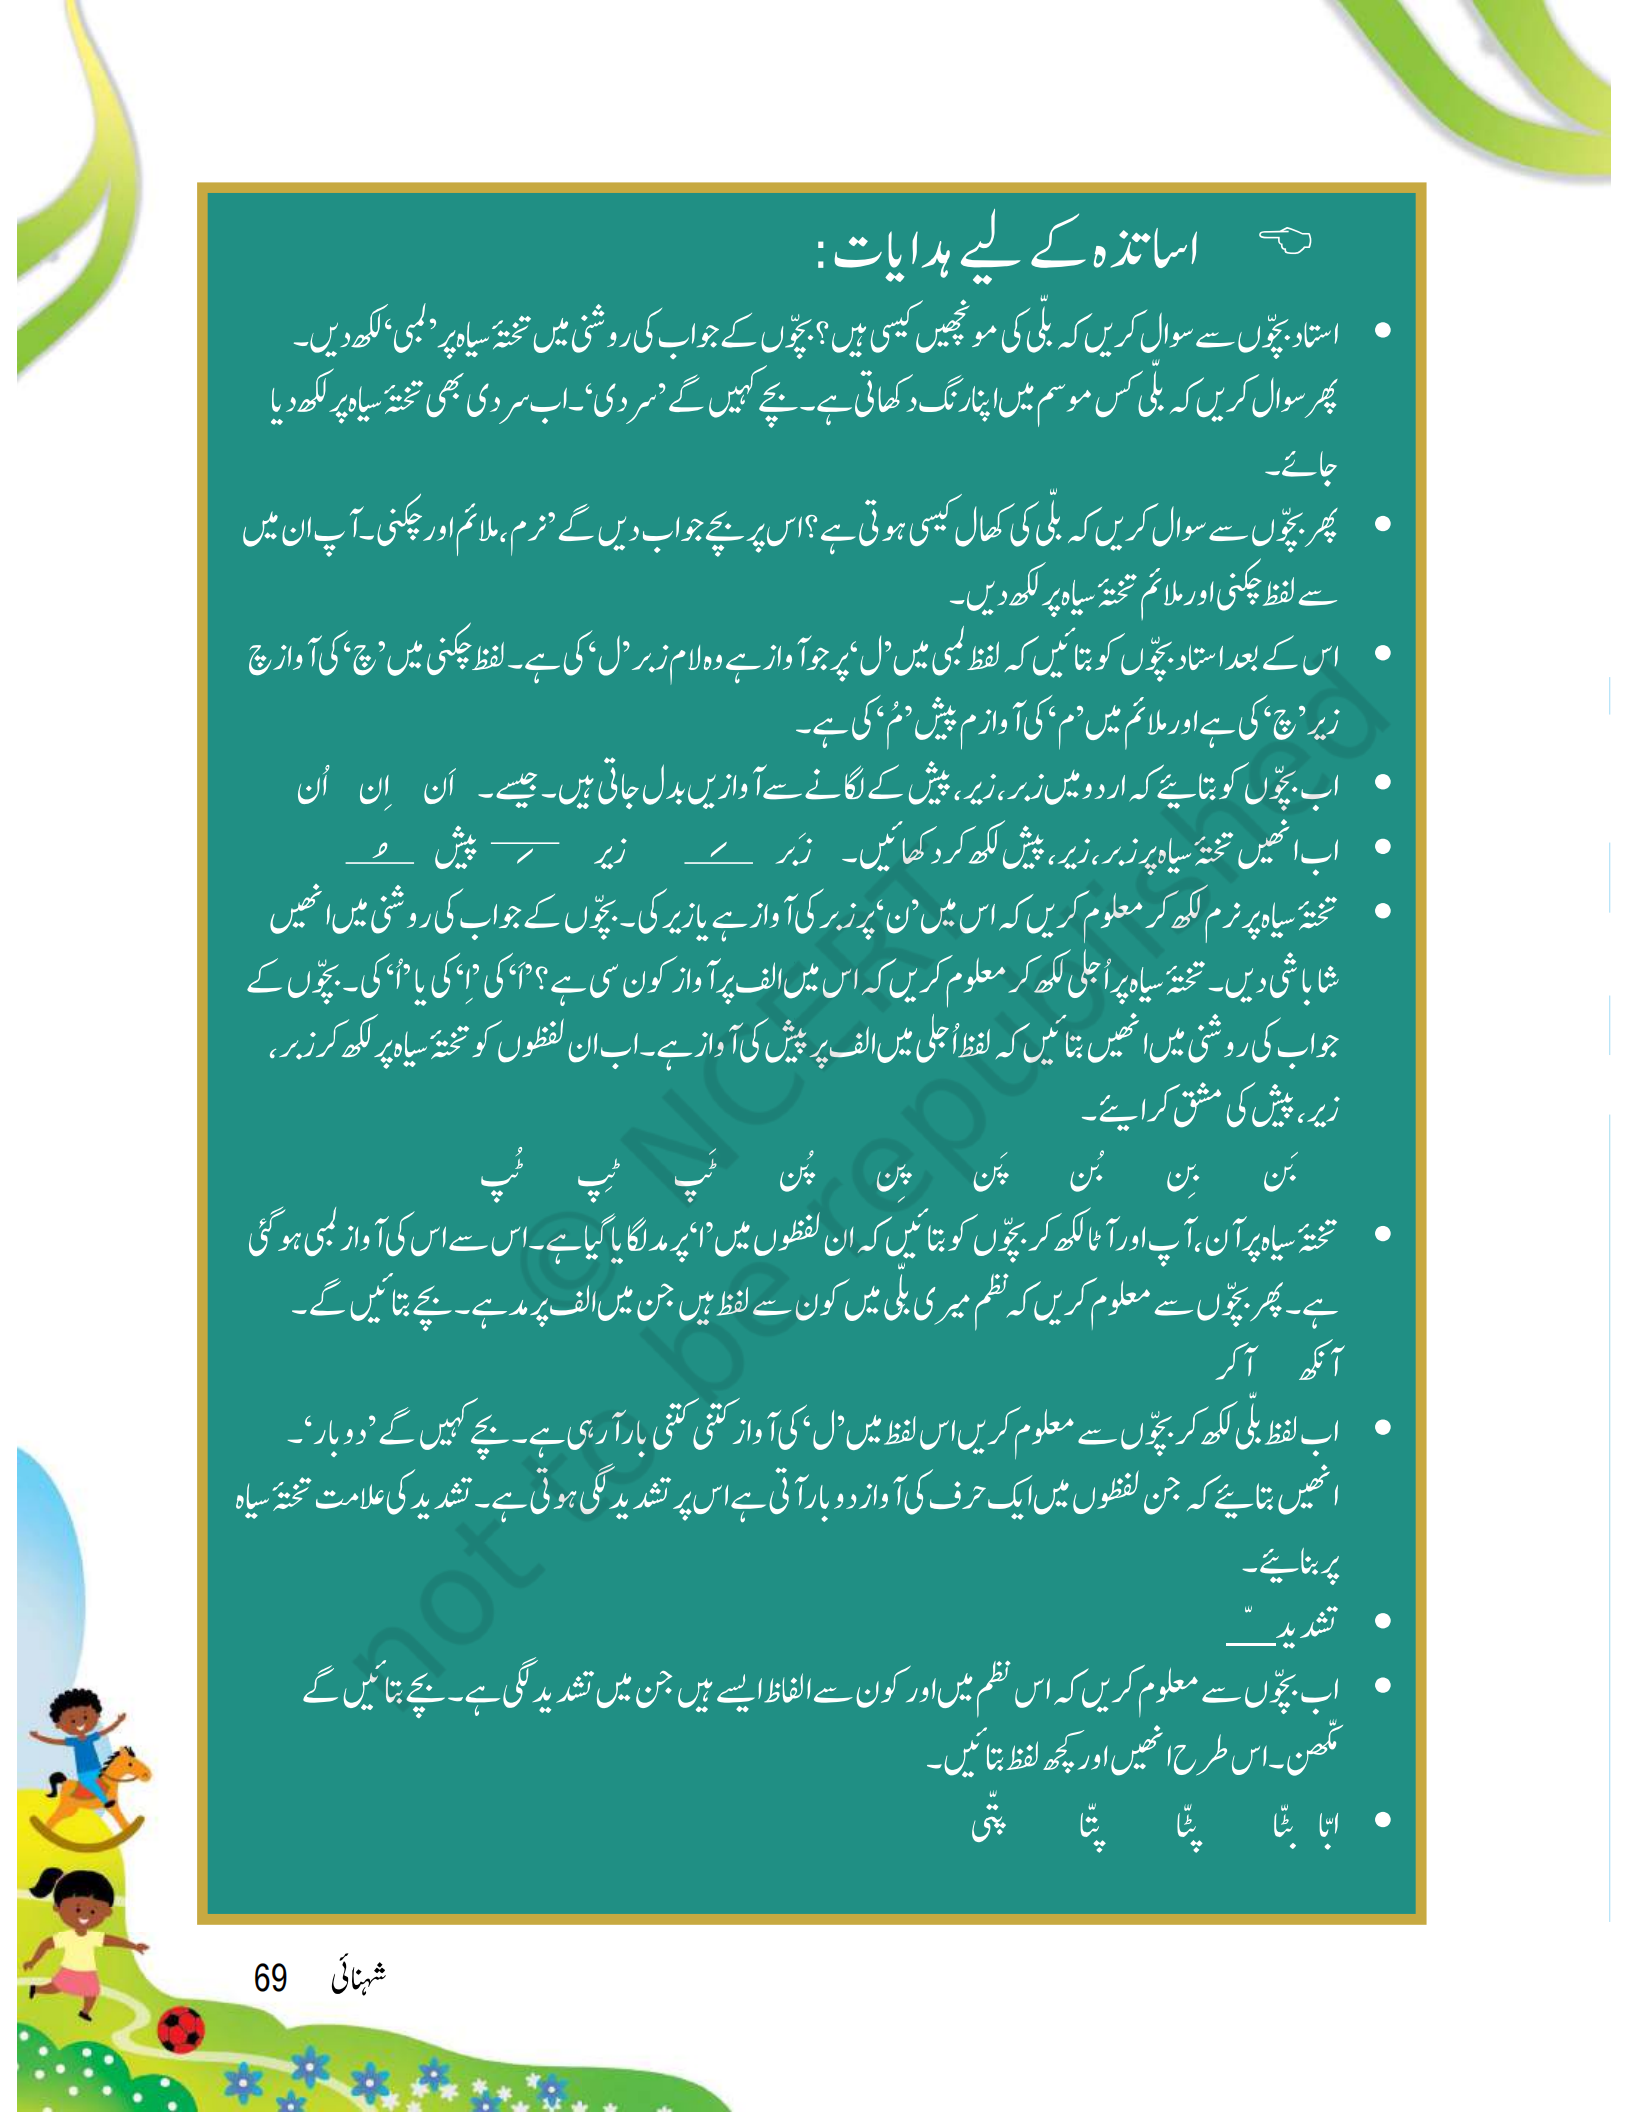 اساتذہ کے لیے ہدایات :
• استاد بچّوں سے سوال کریں کہ بلّی کی مونچھیں کیسی ہیں؟ بچّوں کے جواب کی روشنی میں تختۂ سیاہ پر ’لمبی‘ لکھ دیں۔
پھر سوال کریں کہ بلّی کس موسم میں اپنا رنگ دکھاتی ہے۔ بچے کہیں گے ’سردی‘۔ اب سردی بھی تختۂ سیاہ پر لکھ دیا
جائے۔
• پھر بچّوں سے سوال کریں کہ بلّی کی کھال کیسی ہوتی ہے؟ اس پر بچے جواب دیں گے ’نرم، ملائم اور چکنی۔ آپ ان میں
سے لفظ چکنی اور ملائم تختۂ سیاہ پر لکھ دیں۔
• اس کے بعد استاد بچّوں کو بتائیں کہ لفظ لمبی میں ’ل‘ پر جو آواز ہے وہ لام زبر ’ل‘ کی ہے۔ لفظ چکنی میں ’چ‘ کی آواز چ
زیر ’چ‘ کی ہے اور ملائم میں ’م‘ کی آواز م پیش ’مُ‘ کی ہے۔
• اب بچّوں کو بتائیے کہ اردو میں زبر، زیر، پیش کے لگانے سے آوازیں بدل جاتی ہیں۔ جیسے۔ اَن اِن اُن
• اب انھیں تختۂ سیاہ پر زبر، زیر، پیش لکھ کر دکھائیں۔ زَبر ـَـ زیر ـِـ پیش ـُـ
• تختۂ سیاہ پر نرم لکھ کر معلوم کریں کہ اس میں ’ن‘ پر زبر کی آواز ہے یا زیر کی۔ بچّوں کے جواب کی روشنی میں انھیں
شاباشی دیں۔ تختۂ سیاہ پر اُجلی لکھ کر معلوم کریں کہ اس میں الف پر آواز کون سی ہے؟ ’اَ‘ کی ’اِ‘ کی یا ’اُ‘ کی۔ بچّوں کے
جواب کی روشنی میں انھیں بتائیں کہ لفظ اُجلی میں الف پر پیش کی آواز ہے۔ اب ان لفظوں کو تختۂ سیاہ پر لکھ کر زبر،
زیر، پیش کی مشق کرایئے۔
بَن بِن بُن پَن پِن پُن ٹَپ ٹِپ ٹُپ
• تختۂ سیاہ پر آن، آپ اور آٹا لکھ کر بچّوں کو بتائیں کہ ان لفظوں میں ’ا‘ پر مد لگایا گیا ہے۔ اس سے اس کی آواز لمبی ہو گئی
ہے۔ پھر بچّوں سے معلوم کریں کہ نظم میری بلّی میں کون سے لفظ ہیں جن میں الف پر مد ہے۔ بچے بتائیں گے۔
آنکھ آکر
• اب لفظ بلّی لکھ کر بچّوں سے معلوم کریں اس لفظ میں ’ل‘ کی آواز کتنی کتنی بار آ رہی ہے۔ بچے کہیں گے ’دو بار‘۔
انھیں بتایئے کہ جن لفظوں میں ایک حرف کی آواز دو بار آتی ہے اس پر تشدید لگی ہوتی ہے۔ تشدید کی علامت تختۂ سیاہ
پر بنایئے۔
• تشدید ـّـ
• اب بچّوں سے معلوم کریں کہ اس نظم میں اور کون سے الفاظ ایسے ہیں جن میں تشدید لگی ہے۔ بچے بتائیں گے
مکّھن۔ اس طرح انھیں اور کچھ لفظ بتائیں۔
• ابّا بٹّا پٹّا پتّا پتّی
© NCERT
not to be republished
شہنائی 69